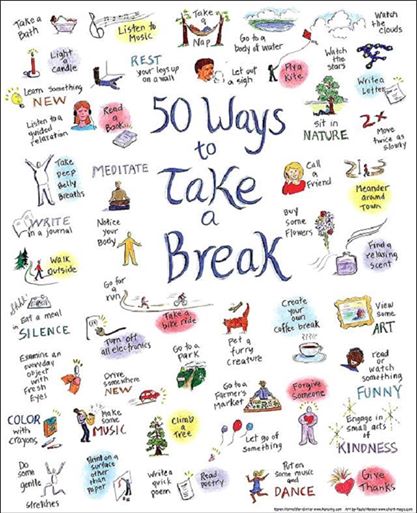 Take a
Bath
Listen to
Music
Take
a
Nap
Go to a
body of water
Watch
the
clouds
Light
a
candle
REST
your legs up
on a wall
Let out
a sigh
Fly a
Kite
Watch
the
stars
Write a
Letter
Learn something
NEW
Listen to a
guided
relaxation
Read
a
Book
50 Ways
to
Take
a
Break
sit in
NATURE
2x
Move
twice as
slowly
Take
Deep
Belly
Breaths
MEDITATE
Call
a
Friend
Meander
around
Town
WRITE
in a journal
Notice
your
Body
Buy
Some
Flowers
Find a
relaxing
scent
Walk
outside
Go for
a
run
Take a
bike ride
Create
your
own
coffee break
View
some
ART
Eat a meal
in
SILENCE
Turn off
all electronics
Go to a
Park
Pet a
furry
creature
Examine an
everyday
object
with
fresh
Eyes
Drive
somewhere
NEW
Go to a
Farmers
Market
Forgive
Someone
read
or
watch
something
FUNNY
COLOR
with
crayons
Make
some
MUSIC
Climb
a
Tree
Let go of
something
Engage in
small acts
of
KINDNESS
Do
some
gentle
stretches
Paint on a
surface
other
than
paper
Write a
quick
poem
Read
poetry
Put on
some music
and
DANCE
Give
Thanks